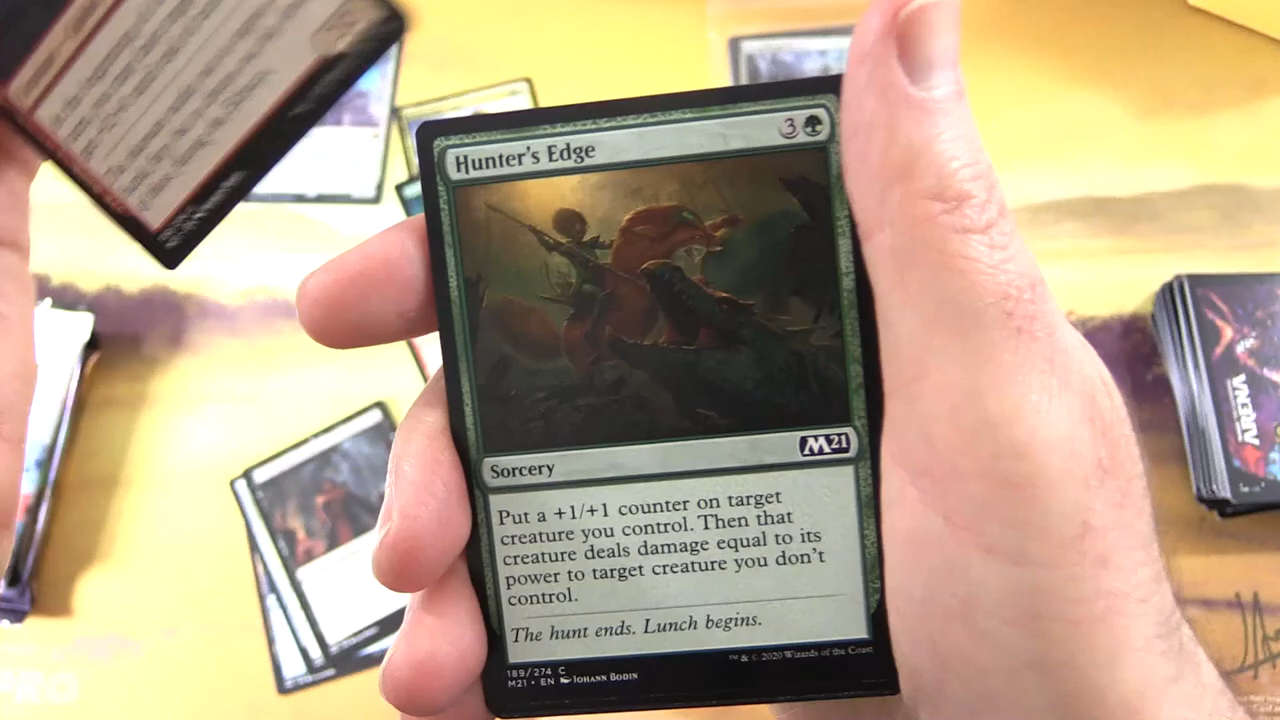 Hunter's Edge
3
Sorcery
M21
Put a +1/+1 counter on target
creature you control. Then that
creature deals damage equal to its
power to target creature you don't
control.
The hunt ends. Lunch begins.
™ & © 2020 Wizards of the Coast
189/274 C
M21 • EN Johann Bodin
PRO